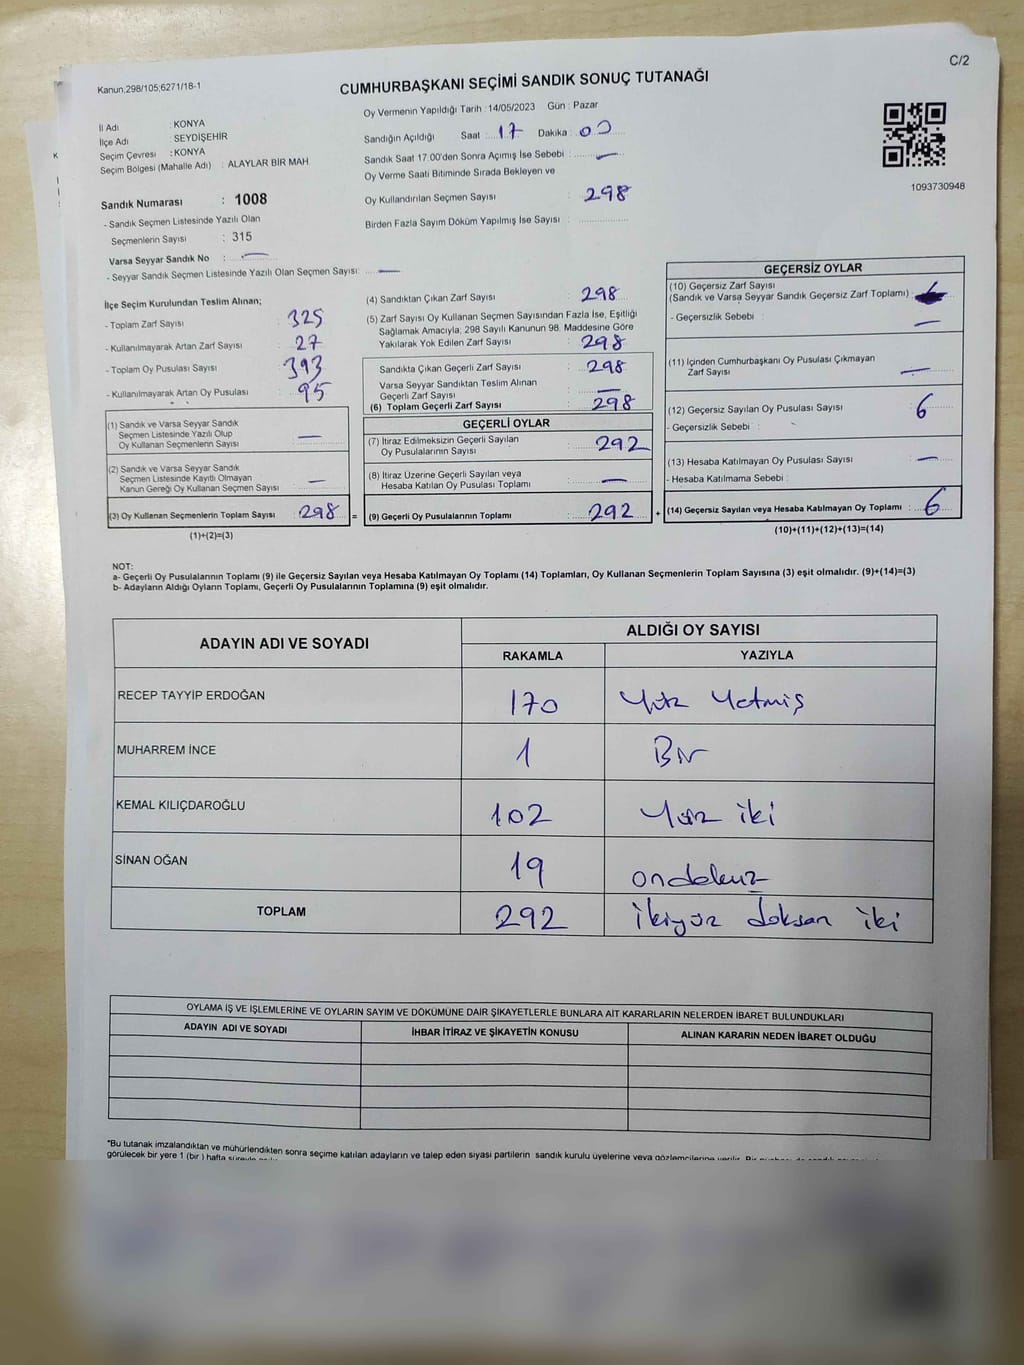 C/2
Kanun;298/105;6271/18-1
CUMHURBAŞKANI SEÇİMİ SANDIK SONUÇ TUTANAĞI
Oy Vermenin Yapıldığı Tarih : 14/05/2023 Gün : Pazar
İl Adı : KONYA
İlçe Adı : SEYDİŞEHİR
Seçim Çevresi : KONYA
Seçim Bölgesi (Mahalle Adı) : ALAYLAR BİR MAH
Sandığın Açıldığı Saat : 17 Dakika : 00
Sandık Saat 17:00'den Sonra Açımış İse Sebebi : —
Oy Verme Saati Bitiminde Sırada Bekleyen ve
Oy Kullandırılan Seçmen Sayısı : 298
Birden Fazla Sayım Döküm Yapılmış İse Sayısı :
1093730948
Sandık Numarası : 1008
- Sandık Seçmen Listesinde Yazılı Olan
Seçmenlerin Sayısı : 315
Varsa Seyyar Sandık No : —
- Seyyar Sandık Seçmen Listesinde Yazılı Olan Seçmen Sayısı: —
İlçe Seçim Kurulundan Teslim Alınan;
- Toplam Zarf Sayısı : 325
- Kullanılmayarak Artan Zarf Sayısı : 27
- Toplam Oy Pusulası Sayısı : 393
- Kullanılmayarak Artan Oy Pusulası : 95
(1) Sandık ve Varsa Seyyar Sandık
Seçmen Listesinde Yazılı Olup
Oy Kullanan Seçmenlerin Sayısı : —
(2) Sandık ve Varsa Seyyar Sandık
Seçmen Listesinde Kayıtlı Olmayan
Kanun Gereği Oy Kullanan Seçmen Sayısı : —
(3) Oy Kullanan Seçmenlerin Toplam Sayısı : 298 =
(1)+(2)=(3)
(4) Sandıktan Çıkan Zarf Sayısı : 298
(5) Zarf Sayısı Oy Kullanan Seçmen Sayısından Fazla İse, Eşitliği
Sağlamak Amacıyla; 298 Sayılı Kanunun 98. Maddesine Göre
Yakılarak Yok Edilen Zarf Sayısı : 298
Sandıkta Çıkan Geçerli Zarf Sayısı : 298
Varsa Seyyar Sandıktan Teslim Alınan
Geçerli Zarf Sayısı : —
(6) Toplam Geçerli Zarf Sayısı : 298
GEÇERLİ OYLAR
(7) İtiraz Edilmeksizin Geçerli Sayılan
Oy Pusulalarının Sayısı : 292
(8) İtiraz Üzerine Geçerli Sayılan veya
Hesaba Katılan Oy Pusulası Toplamı : —
(9) Geçerli Oy Pusulalarının Toplamı : 292 +
GEÇERSİZ OYLAR
(10) Geçersiz Zarf Sayısı
(Sandık ve Varsa Seyyar Sandık Geçersiz Zarf Toplamı) :
- Geçersizlik Sebebi : —
(11) İçinden Cumhurbaşkanı Oy Pusulası Çıkmayan
Zarf Sayısı : —
(12) Geçersiz Sayılan Oy Pusulası Sayısı : 6
- Geçersizlik Sebebi :
(13) Hesaba Katılmayan Oy Pusulası Sayısı : —
- Hesaba Katılmama Sebebi :
(14) Geçersiz Sayılan veya Hesaba Katılmayan Oy Toplamı : 6
(10)+(11)+(12)+(13)=(14)
NOT:
a- Geçerli Oy Pusulalarının Toplamı (9) ile Geçersiz Sayılan veya Hesaba Katılmayan Oy Toplamı (14) Toplamları, Oy Kullanan Seçmenlerin Toplam Sayısına (3) eşit olmalıdır. (9)+(14)=(3)
b- Adayların Aldığı Oyların Toplamı, Geçerli Oy Pusulalarının Toplamına (9) eşit olmalıdır.
ADAYIN ADI VE SOYADI ALDIĞI OY SAYISI
RAKAMLA YAZIYLA
RECEP TAYYİP ERDOĞAN 170 Yüz Yetmiş
MUHARREM İNCE 1 Bir
KEMAL KILIÇDAROĞLU 102 Yüz iki
SİNAN OĞAN 19 ondokuz
TOPLAM 292 ikiyüz doksan iki
OYLAMA İŞ VE İŞLEMLERİNE VE OYLARIN SAYIM VE DÖKÜMÜNE DAİR ŞİKAYETLERLE BUNLARA AİT KARARLARIN NELERDEN İBARET BULUNDUKLARI
ADAYIN ADI VE SOYADI İHBAR İTİRAZ VE ŞİKAYETİN KONUSU ALINAN KARARIN NEDEN İBARET OLDUĞU
*Bu tutanak imzalandıktan ve mühürlendikten sonra seçime katılan adayların ve talep eden siyasi partilerin sandık kurulu üyelerine veya gözlemcilerine verilir.
görülecek bir yere 1 (bir) hafta